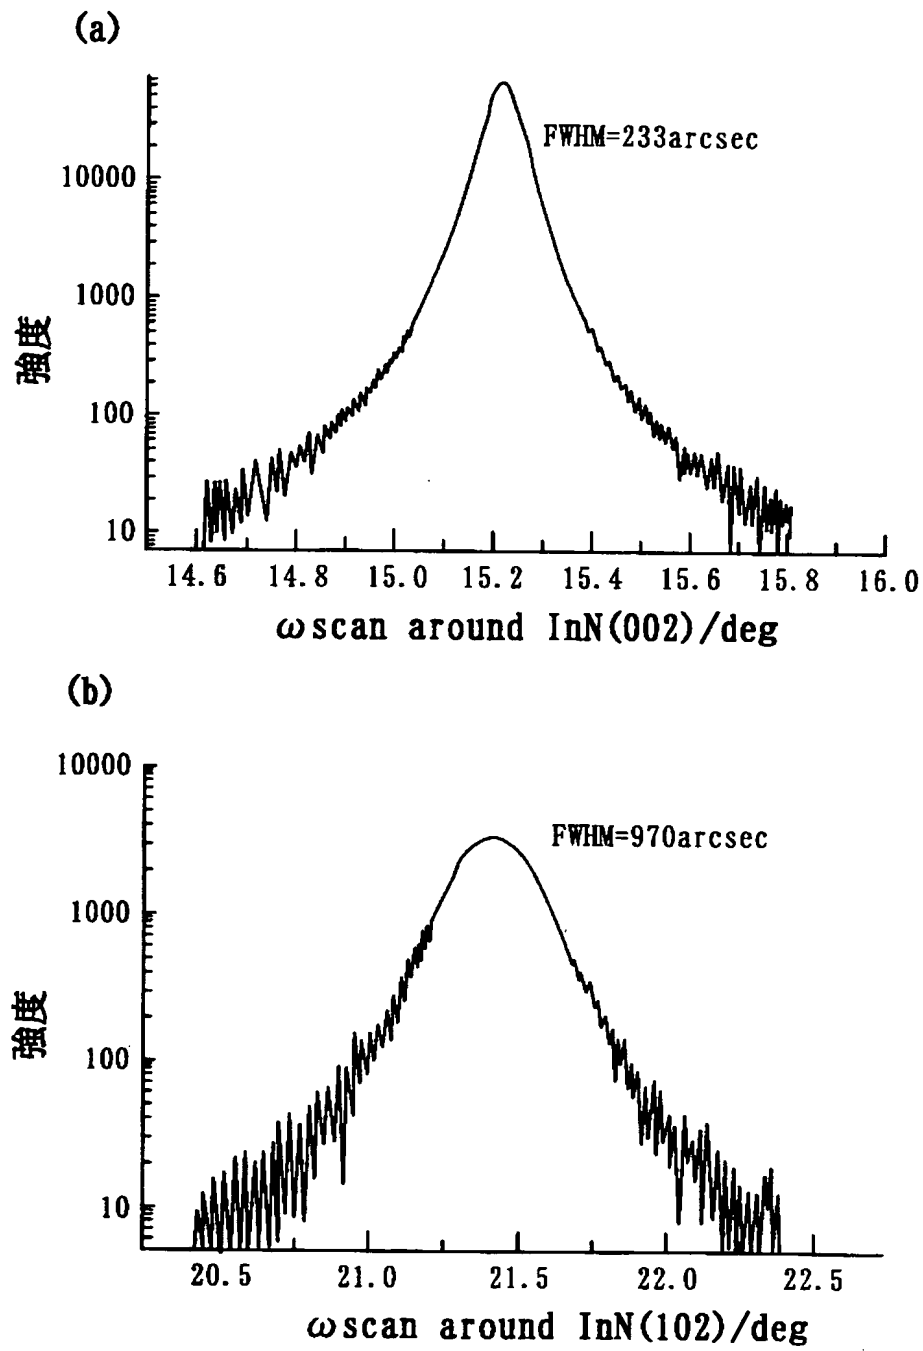 (a)
FWHM=233arcsec
10000
1000
100
10
強度
14.6 14.8 15.0 15.2 15.4 15.6 15.8 16.0
ωscan around InN(002)/deg
(b)
10000
FWHM=970arcsec
1000
100
10
強度
20.5 21.0 21.5 22.0 22.5
ωscan around InN(102)/deg